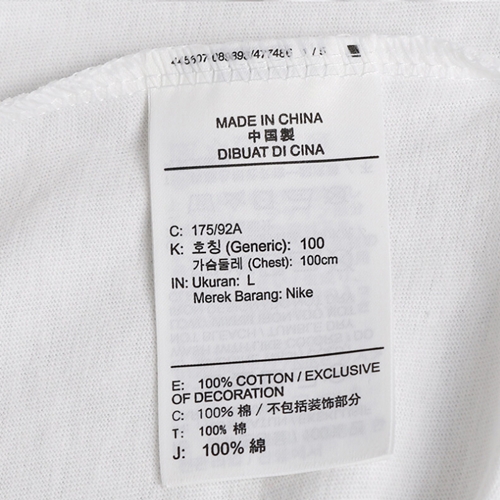 MADE IN CHINA
中国製
DIBUAT DI CINA
C: 175/92A
K: 호칭 (Generic): 100
가슴둘레 (Chest): 100cm
IN: Ukuran: L
Merek Barang: Nike
E: 100% COTTON / EXCLUSIVE
OF DECORATION
C: 100% 棉 / 不包括装饰部分
T: 100% 棉
J: 100% 綿